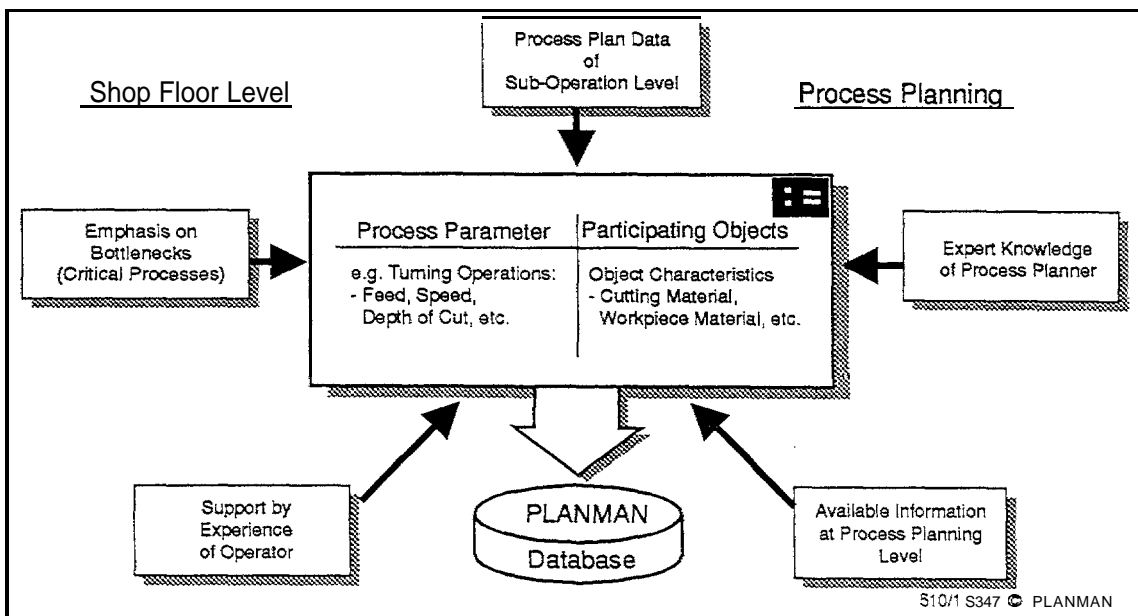 Process Plan Data
of
Sub-Operation Level
Shop Floor Level
Process Planning
Emphasis on
Bottlenecks
(Critical Processes)
Process Parameter
Participating Objects
e.g. Turning Operations:
- Feed, Speed,
Depth of Cut, etc.
Object Characteristics
- Cutting Material,
Workpiece Material, etc.
Expert Knowledge
of Process Planner
Support by
Experience
of Operator
PLANMAN
Database
Available Information
at Process Planning
Level
510/1 S347 © PLANMAN